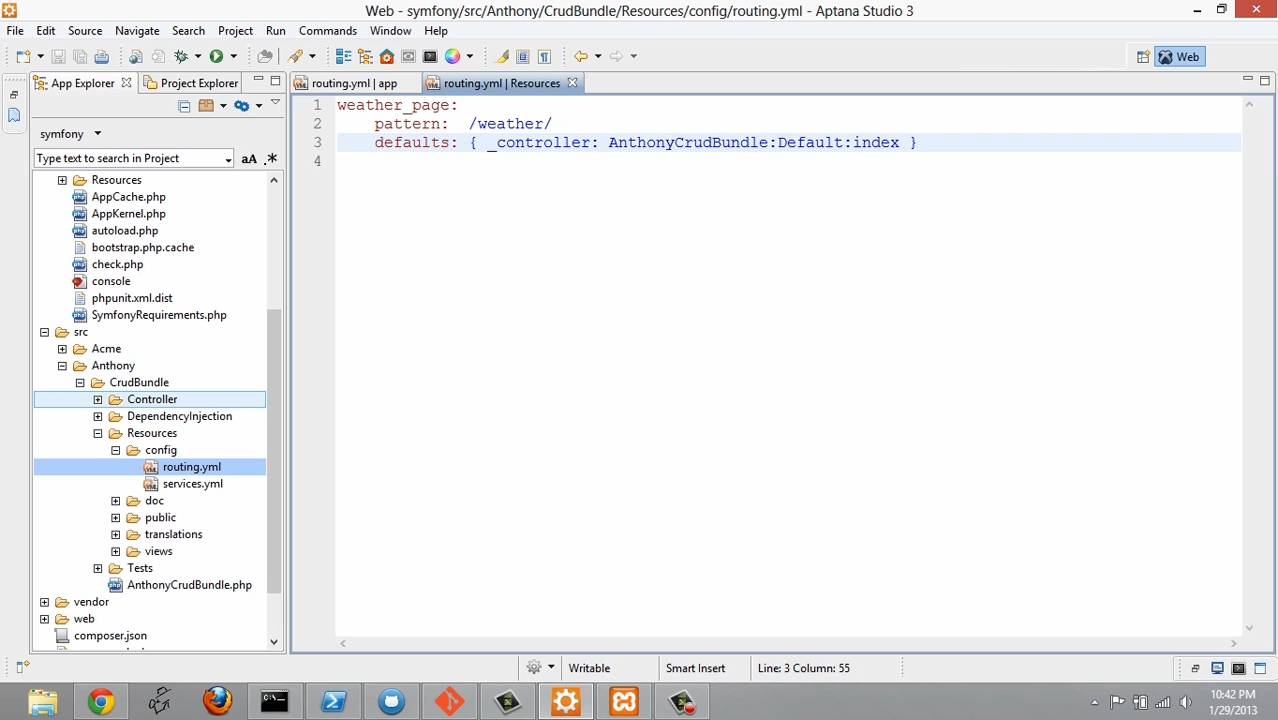 Web - symfony/src/Anthony/CrudBundle/Resources/config/routing.yml - Aptana Studio 3
File Edit Source Navigate Search Project Run Commands Window Help
Web
App Explorer Project Explorer
routing.yml | app routing.yml | Resources
symfony
Type text to search in Project
aA .*
Resources
AppCache.php
AppKernel.php
autoload.php
bootstrap.php.cache
check.php
console
phpunit.xml.dist
SymfonyRequirements.php
src
Acme
Anthony
CrudBundle
Controller
DependencyInjection
Resources
config
routing.yml
services.yml
doc
public
translations
views
Tests
AnthonyCrudBundle.php
vendor
web
composer.json
1 weather_page:
2 pattern: /weather/
3 defaults: { _controller: AnthonyCrudBundle:Default:index }
4
Writable Smart Insert Line: 3 Column: 55
10:42 PM
1/29/2013